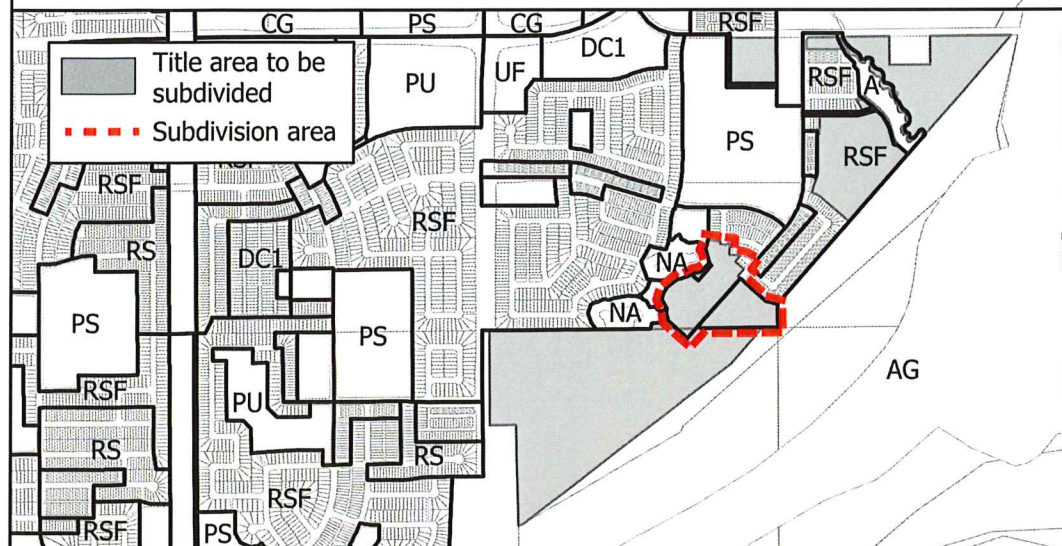 CG
PS
CG
RSF
DC1
Title area to be
subdivided
PU
UF
RSF
A
Subdivision area
PS
RSF
RSF
RSF
RS
DC1
NA
NA
PS
PS
AG
RSF
PU
RS
RS
RSF
RSF
PS